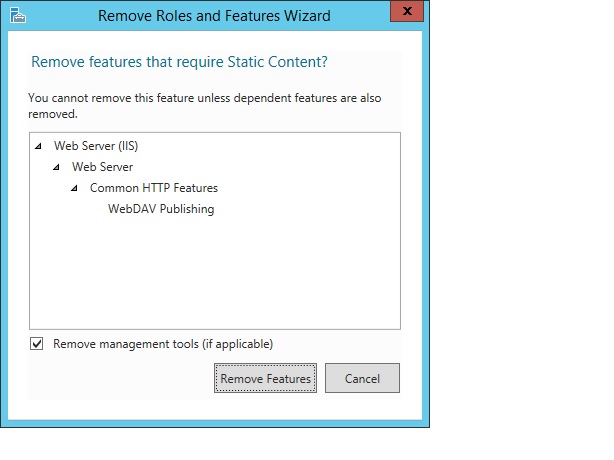 Remove Roles and Features Wizard
x
Remove features that require Static Content?
You cannot remove this feature unless dependent features are also
removed.
Web Server (IIS)
Web Server
Common HTTP Features
WebDAV Publishing
Remove management tools (if applicable)
Remove Features
Cancel